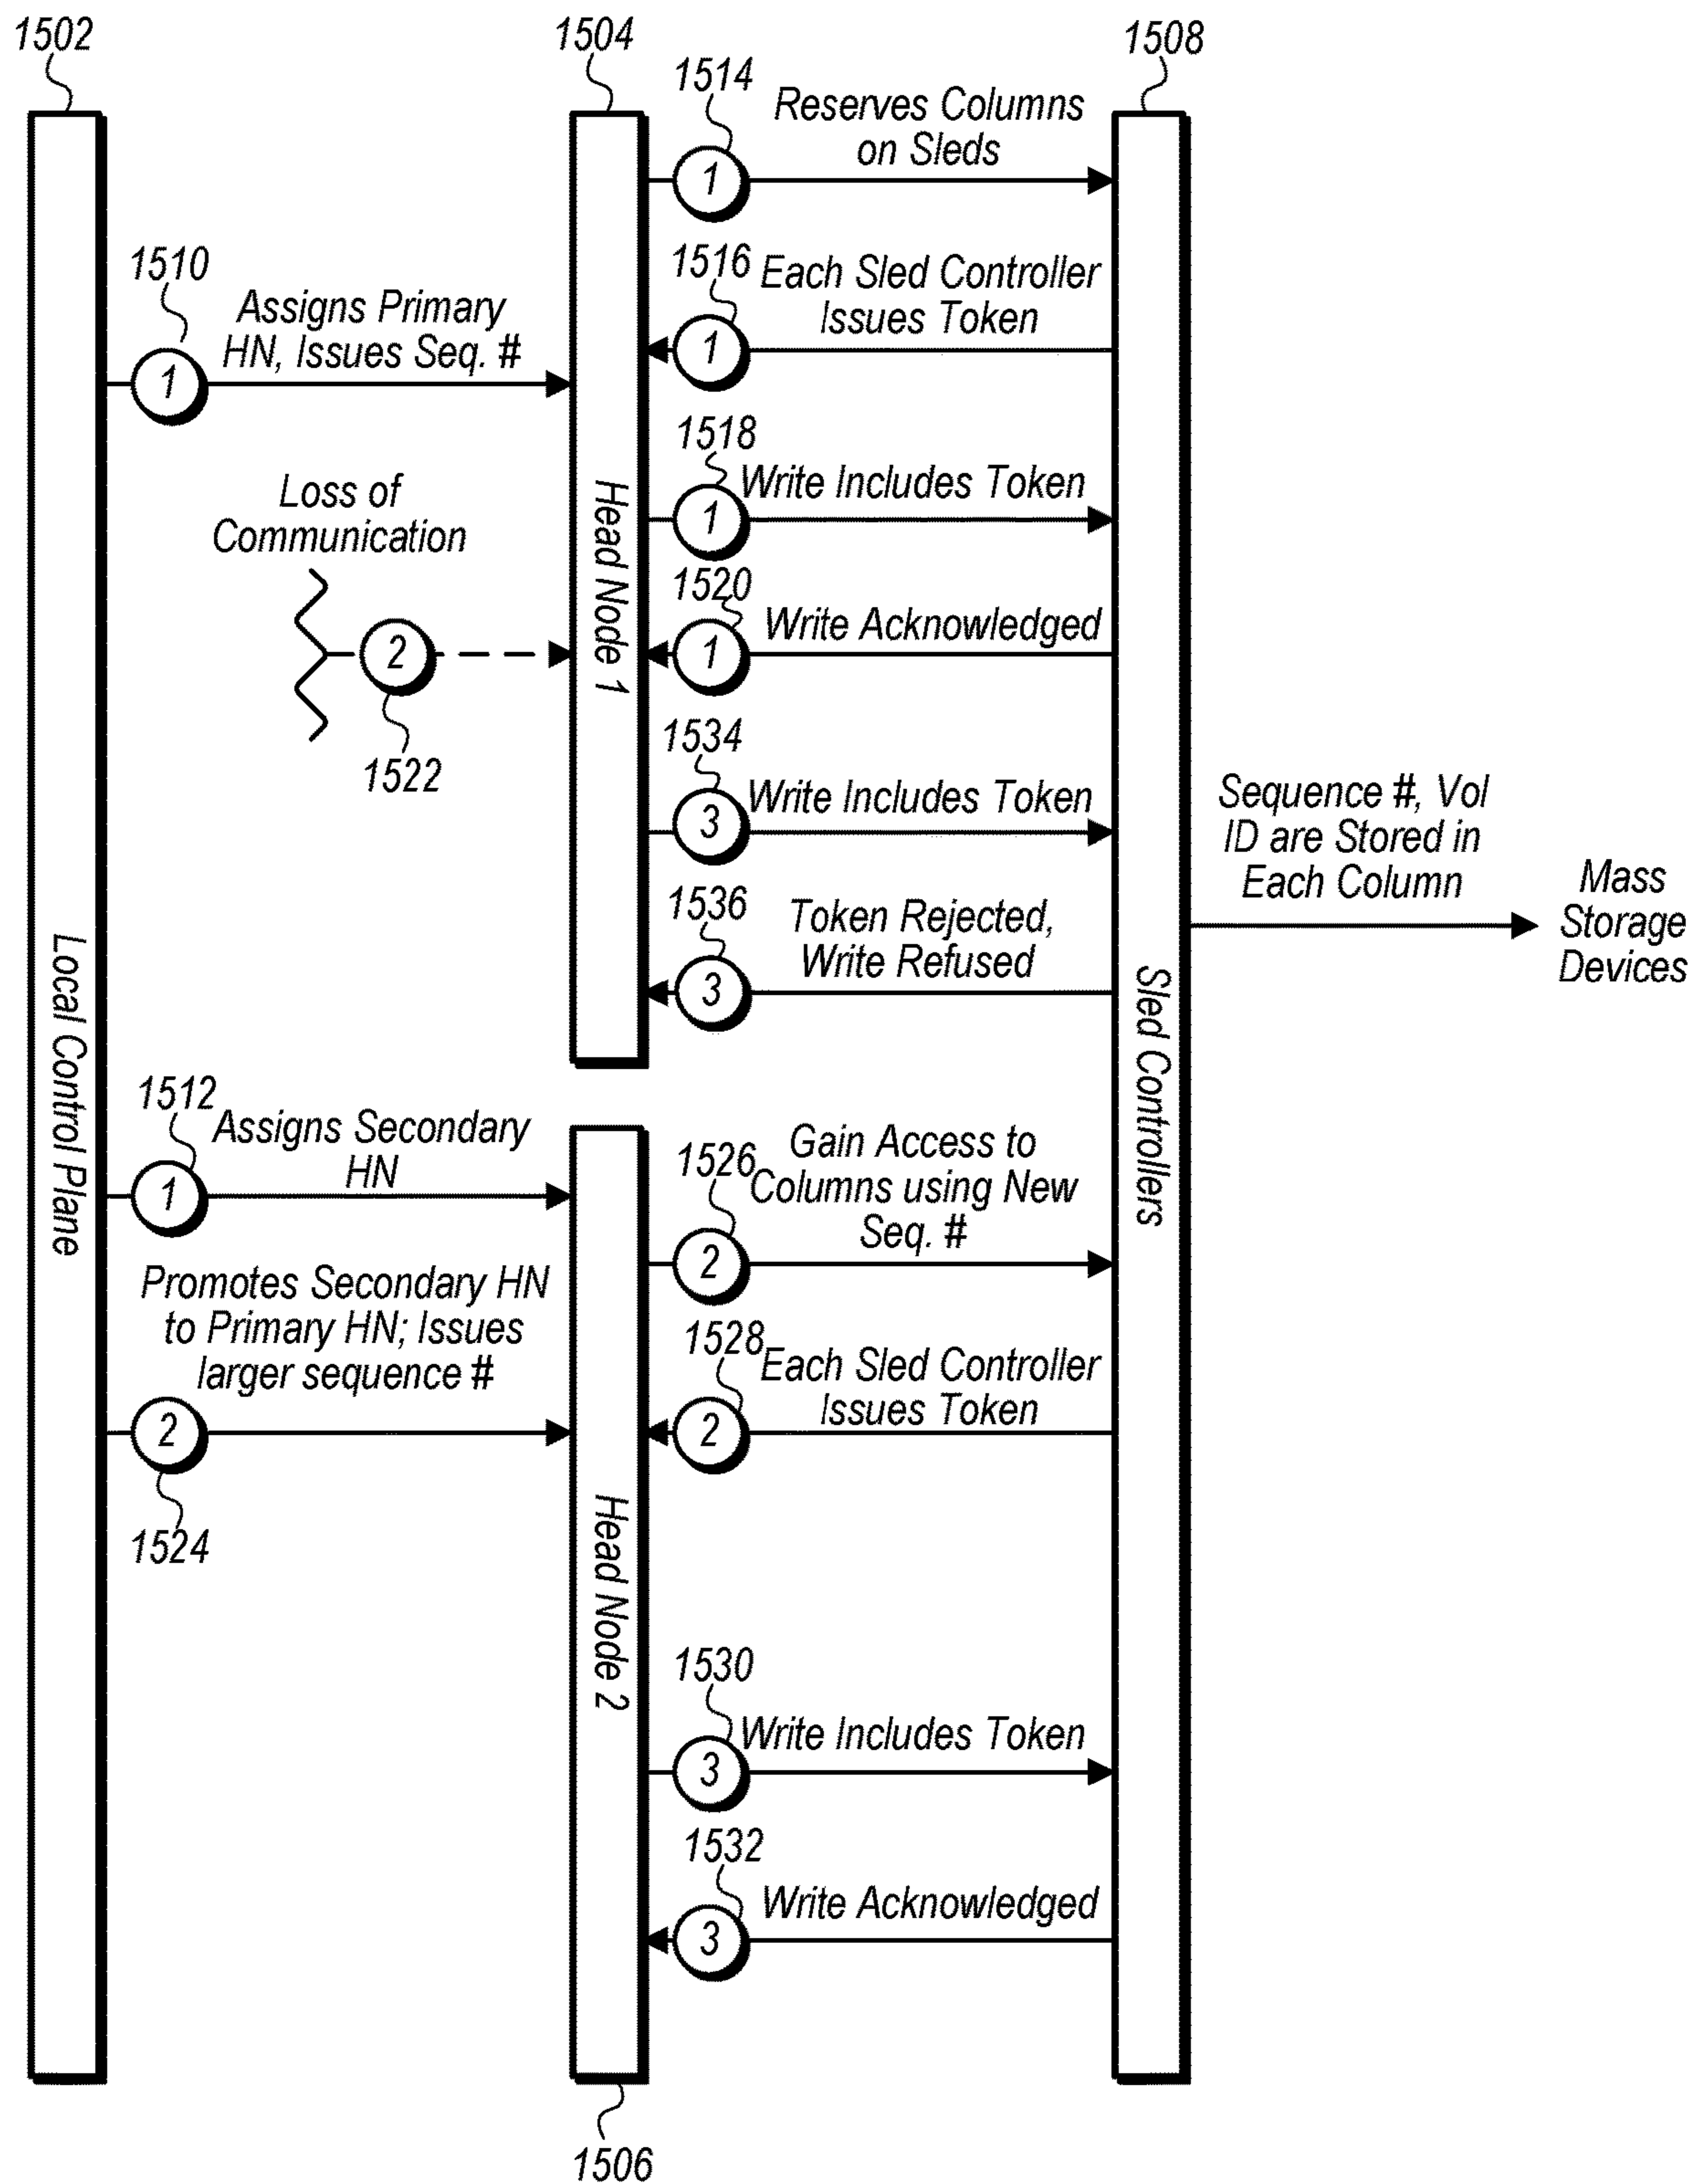 1502
1504
1508
1514
Reserves Columns
on Sleds
1
1510
1516
Each Sled Controller
Issues Token
1
Assigns Primary
HN, Issues Seq. #
1
1518
Write Includes Token
1
Loss of
Communication
Head Node 1
1520
Write Acknowledged
1
2
1522
1534
Write Includes Token
3
Sequence #, Vol
ID are Stored in
Each Column
Mass
Storage
Devices
1536
Token Rejected,
Write Refused
3
Local Control Plane
Sled Controllers
1512
Assigns Secondary
HN
1
1526
Gain Access to
Columns using New
Seq. #
2
Promotes Secondary HN
to Primary HN; Issues
larger sequence #
2
1524
1528
Each Sled Controller
Issues Token
2
Head Node 2
1530
Write Includes Token
3
1532
Write Acknowledged
3
1506